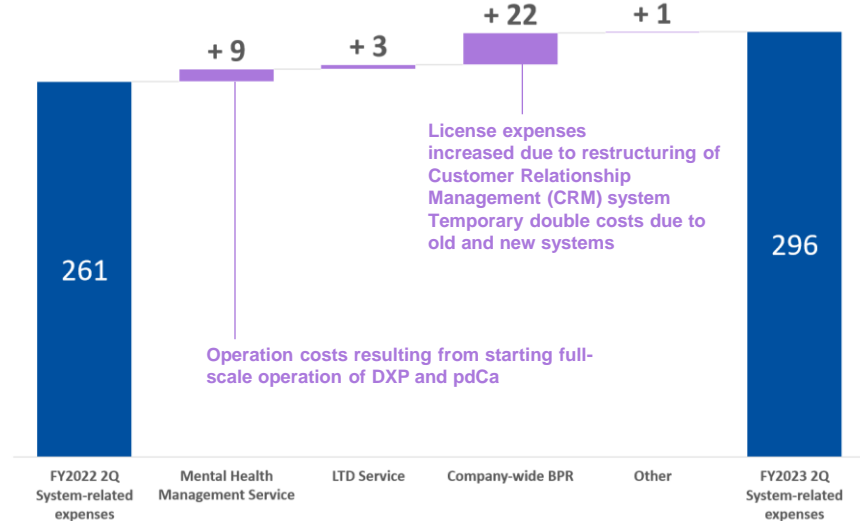 + 9
+ 3
+ 22
+ 1
License expenses
increased due to restructuring of
Customer Relationship
Management (CRM) system
Temporary double costs due to
old and new systems
261
296
Operation costs resulting from starting full-
scale operation of DXP and pdCa
FY2022 2Q
System-related
expenses
Mental Health
Management Service
LTD Service
Company-wide BPR
Other
FY2023 2Q
System-related
expenses